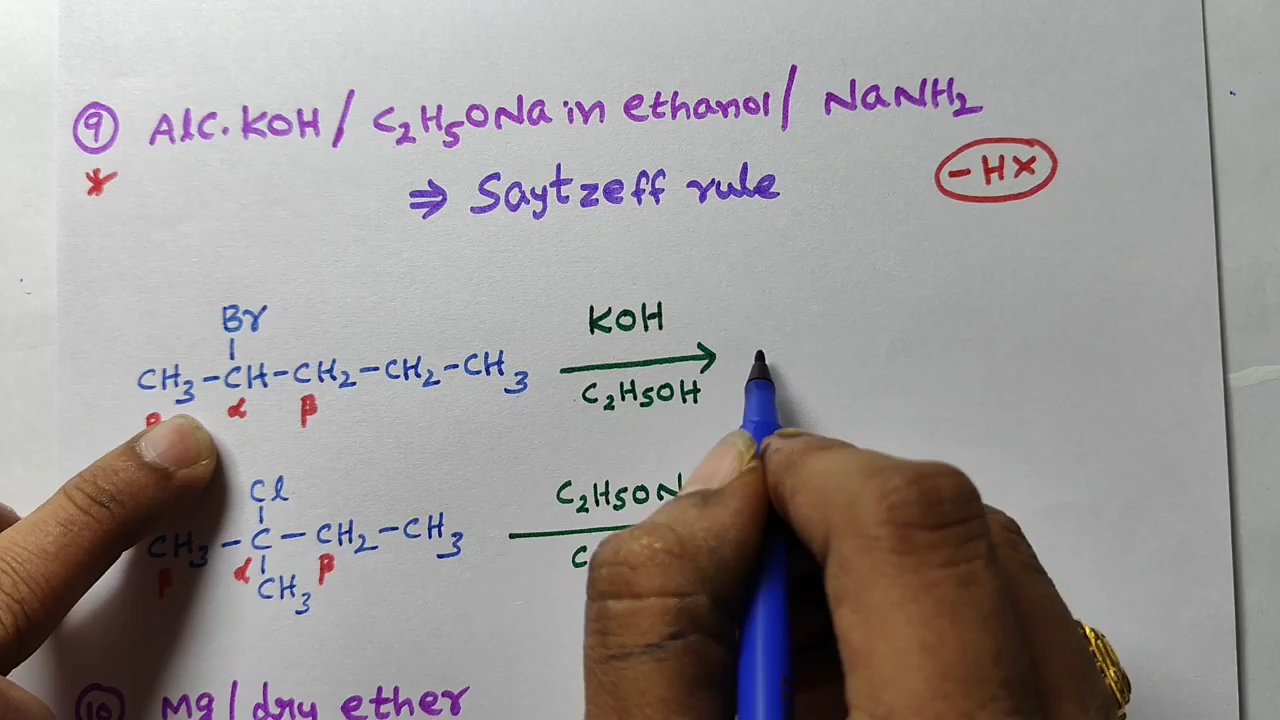 ⑨ Alc. KOH / C₂H₅ONa in ethanol / NaNH₂
* ⇒ Saytzeff rule -HX
Br KOH
CH₃-CH-CH₂-CH₂-CH₃ →
α β C₂H₅OH
Cl C₂H₅ON
CH₃-C-CH₂-CH₃
β α β C
CH₃
⑩ Mg / dry ether